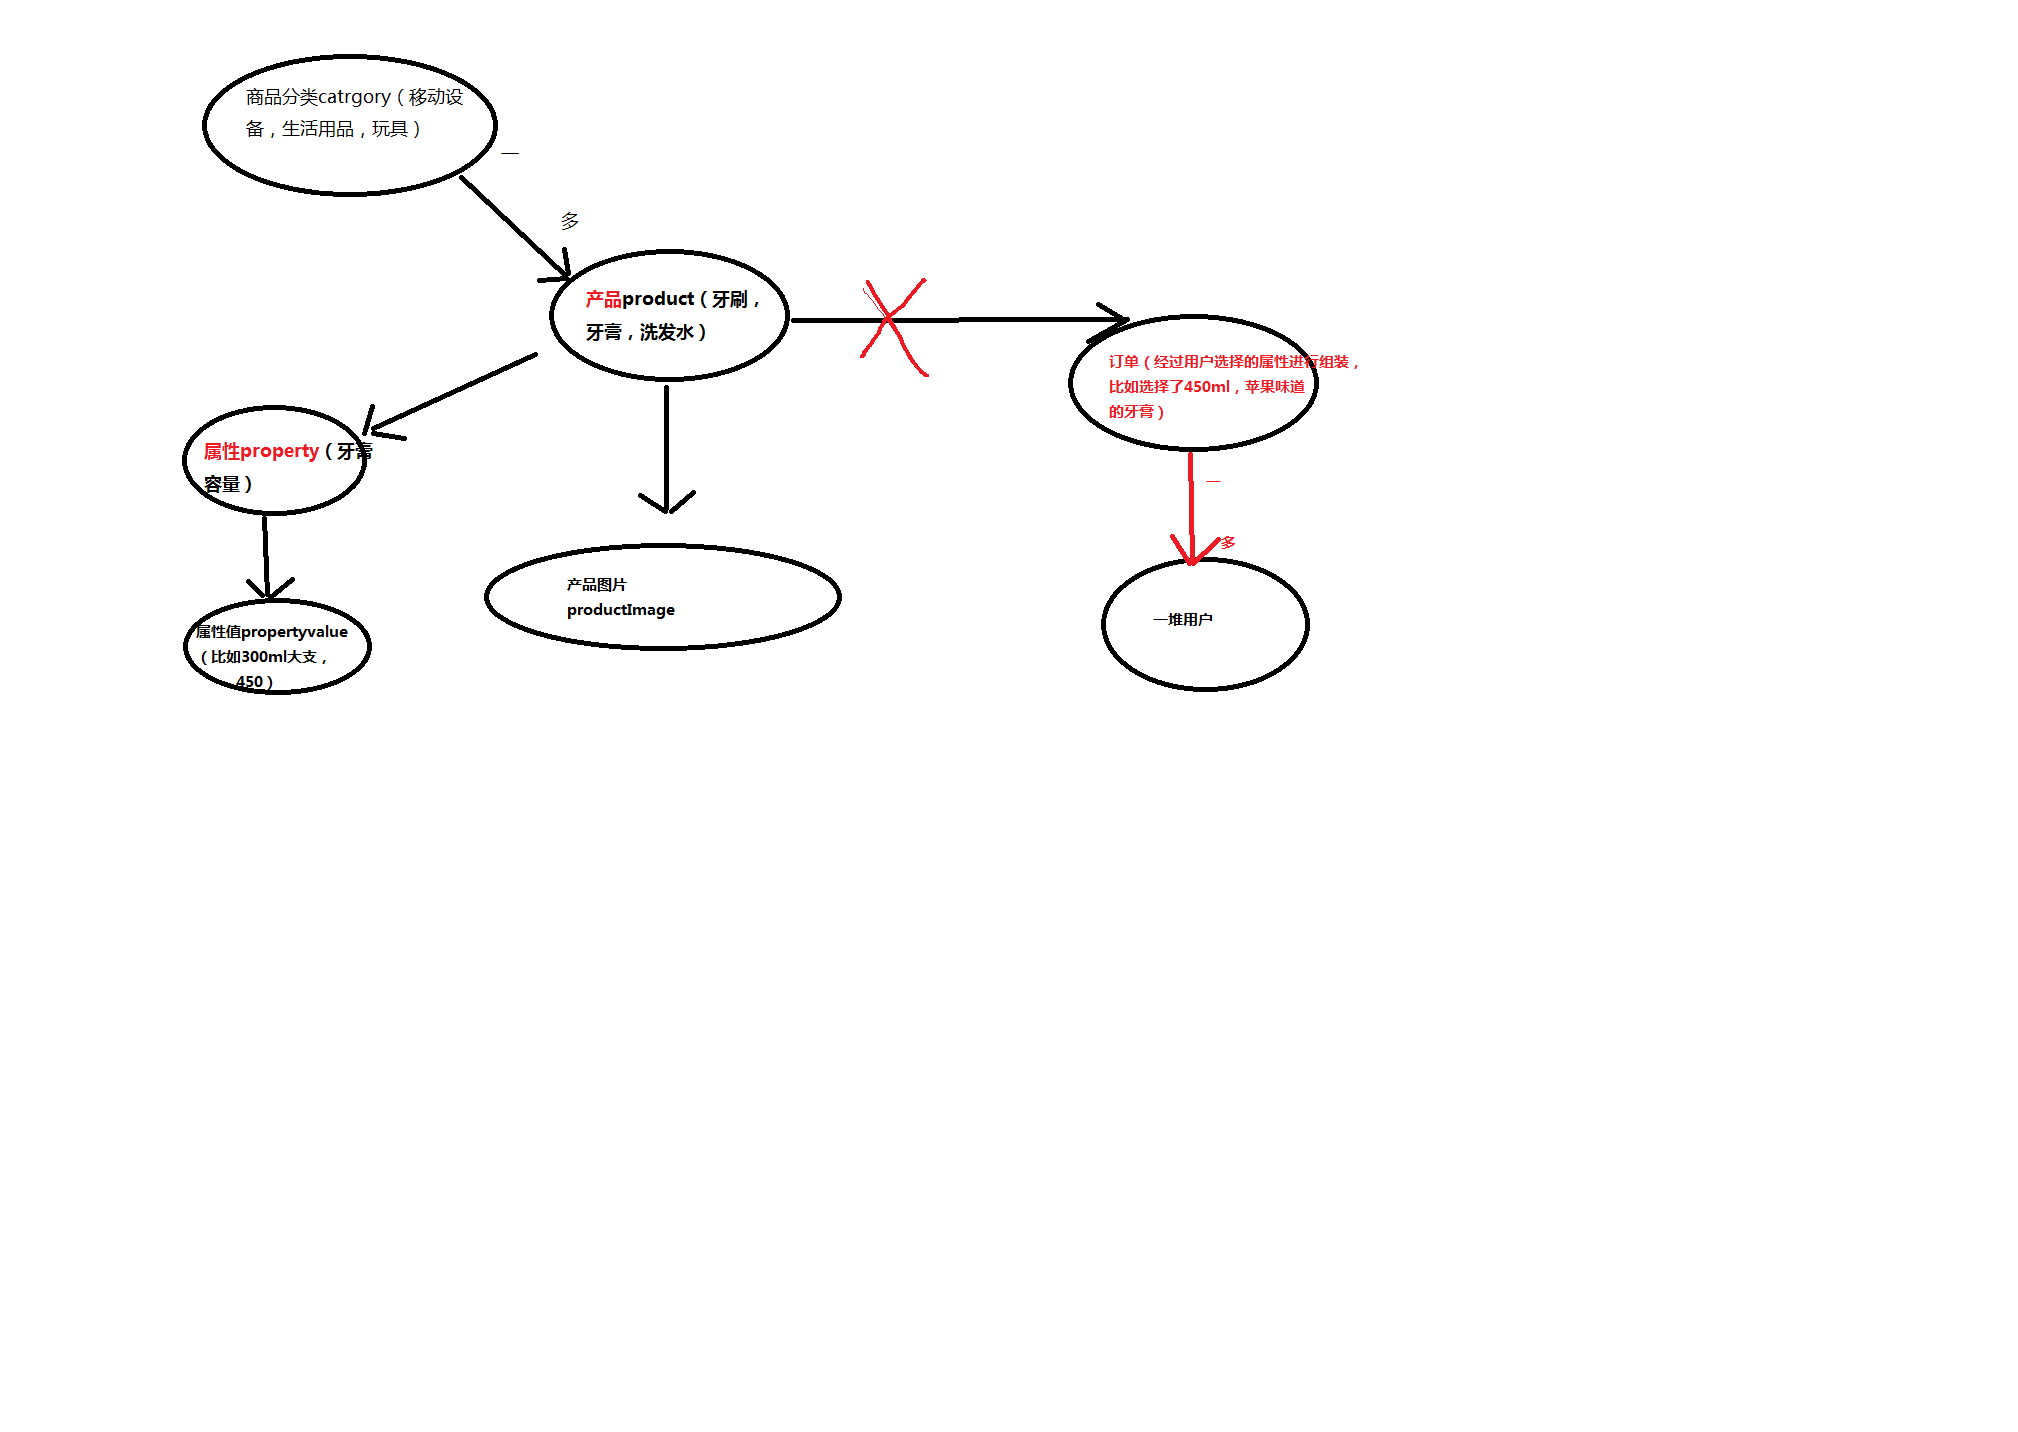 商品分类catrgory（移动设
备，生活用品，玩具）
一
多
产品product（牙刷，
牙膏，洗发水）
订单（经过用户选择的属性进行组装，
比如选择了450ml，苹果味道
的牙膏）
属性property（牙膏
容量）
一
多
产品图片
productImage
一堆用户
属性值propertyvalue
（比如300ml大支，
450）